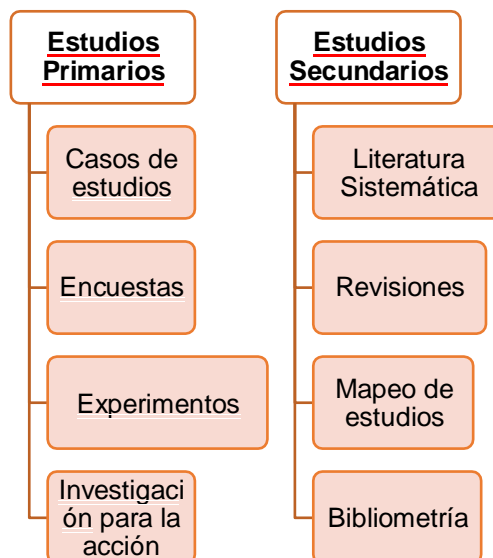 Estudios
Primarios
Casos de
estudios
Encuestas
Experimentos
Investigaci
ón para la
acción
Estudios
Secundarios
Literatura
Sistemática
Revisiones
Mapeo de
estudios
Bibliometría